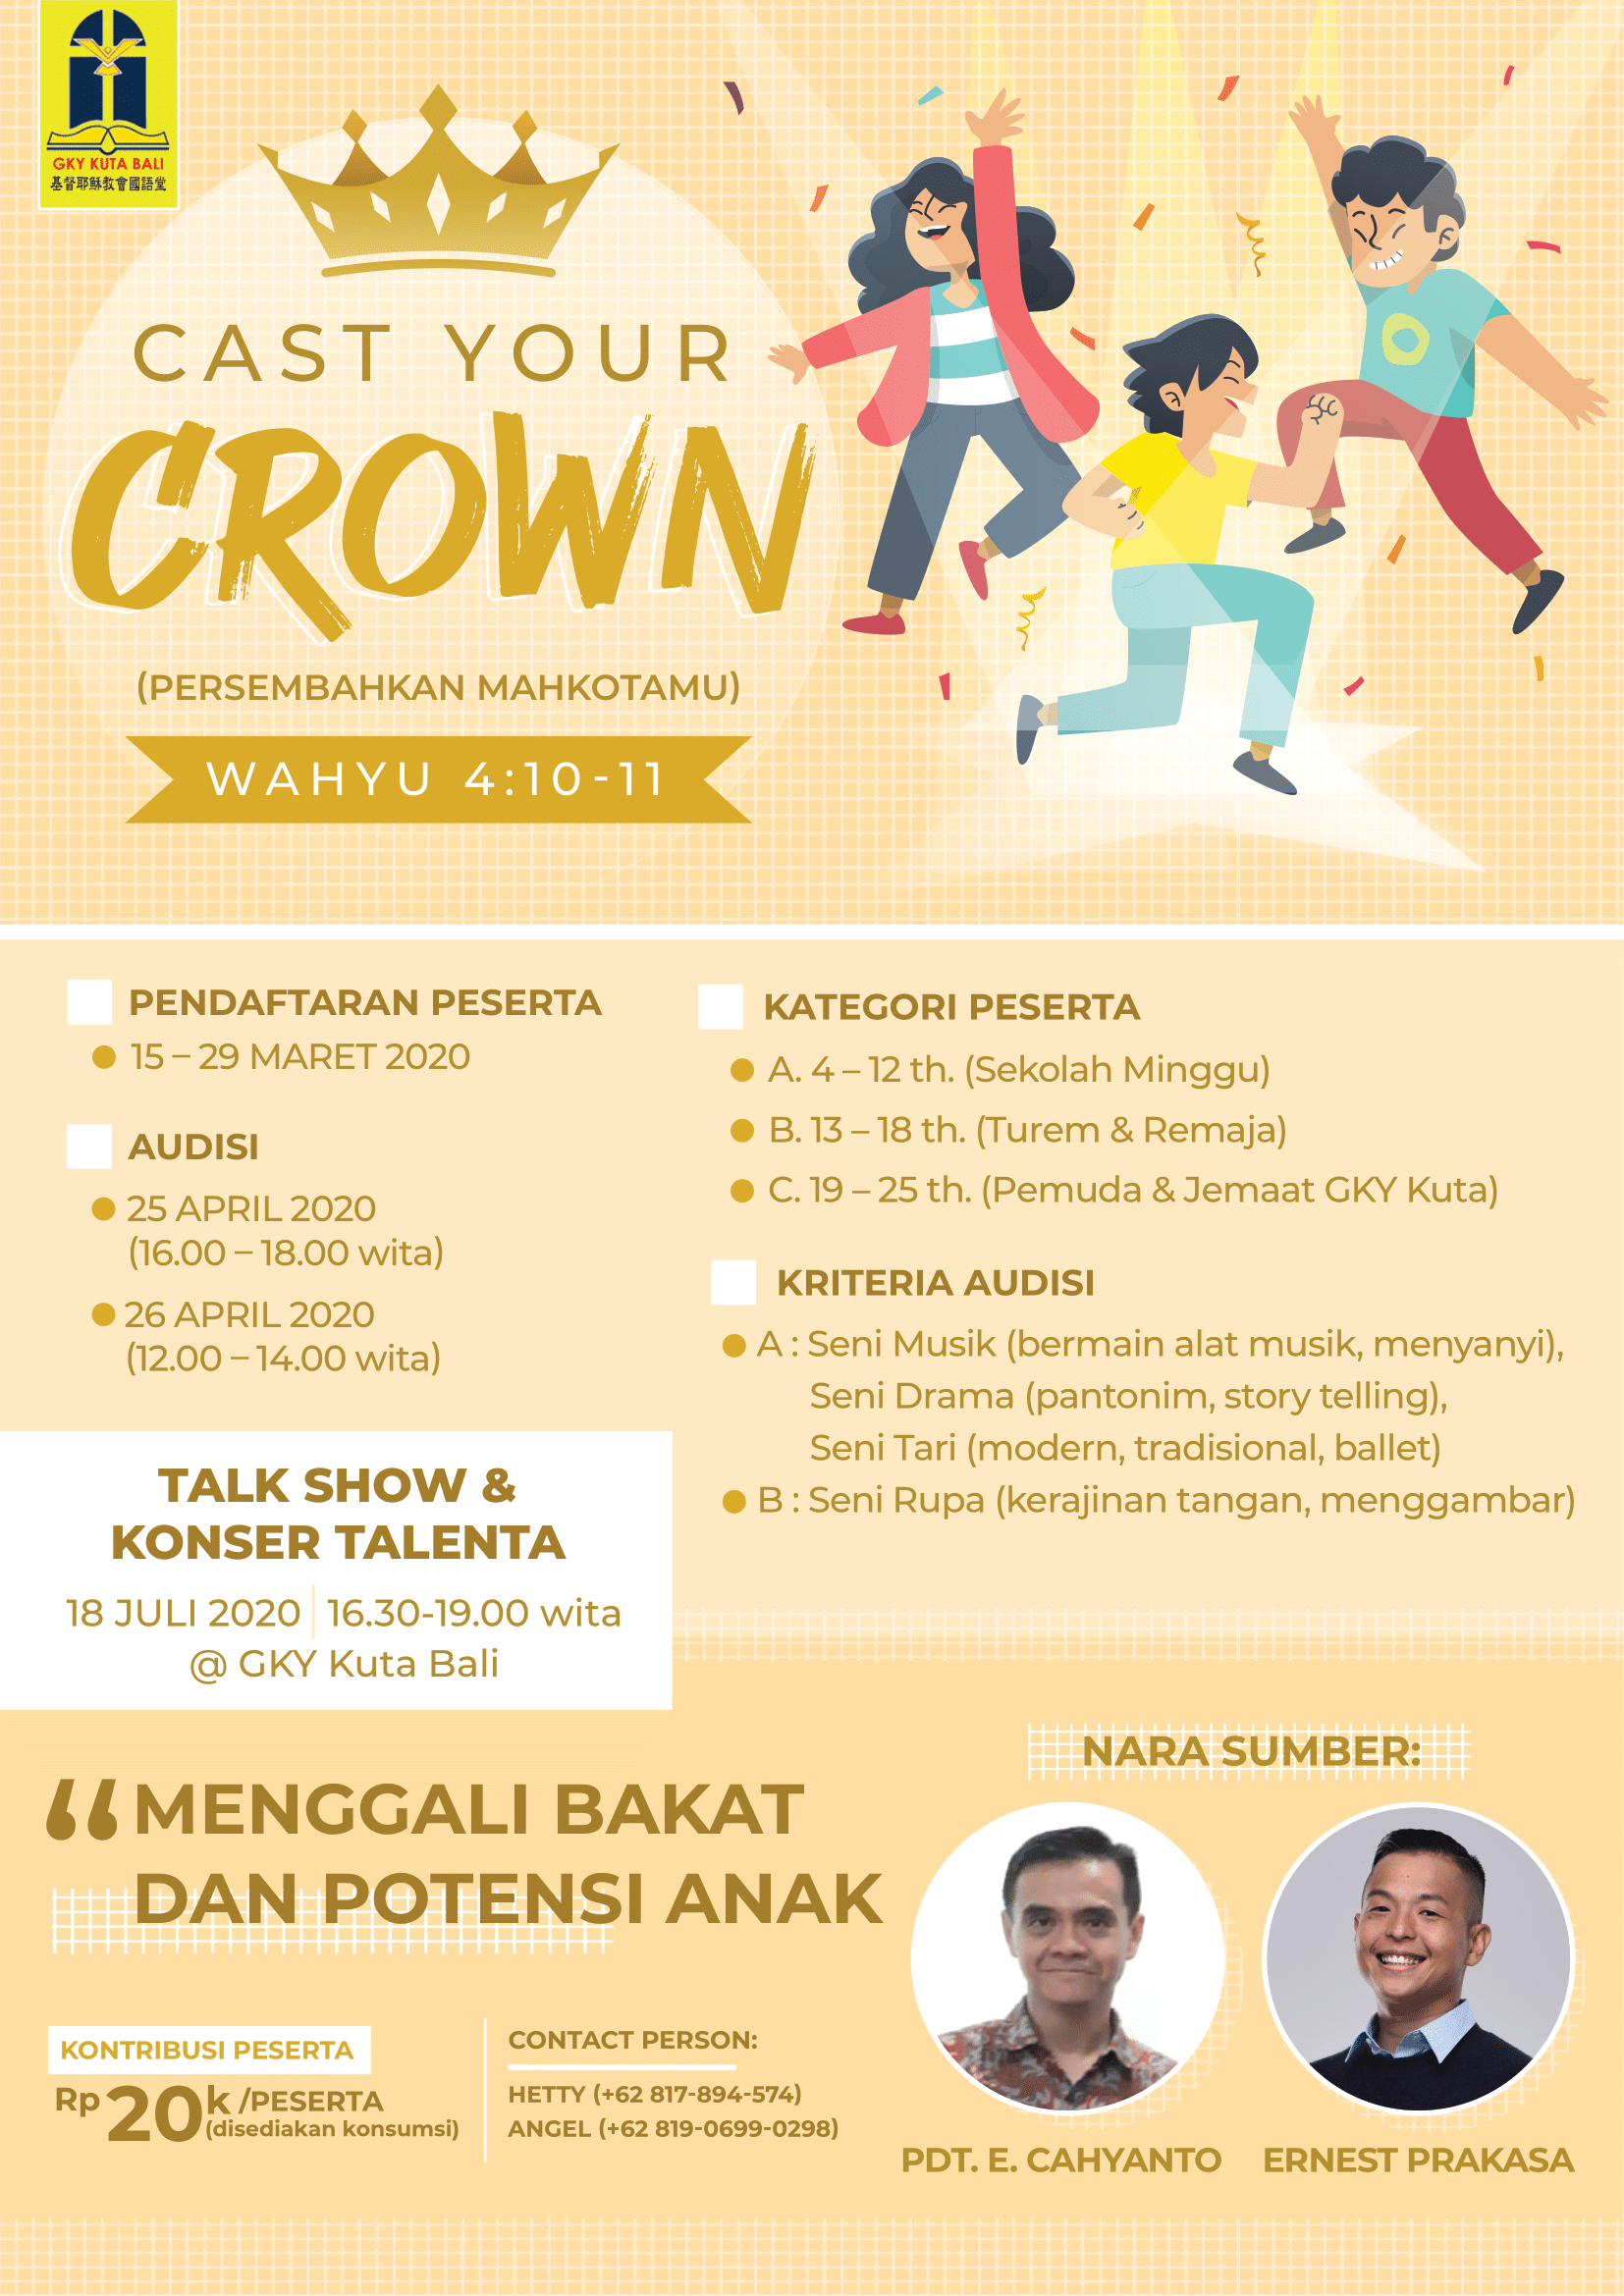 GKY KUTA BALI
基督耶穌教會國語堂
CAST YOUR
CROWN
(PERSEMBAHKAN MAHKOTAMU)
WAHYU 4:10-11
PENDAFTARAN PESERTA
15 – 29 MARET 2020
AUDISI
25 APRIL 2020
(16.00 – 18.00 wita)
26 APRIL 2020
(12.00 – 14.00 wita)
KATEGORI PESERTA
A. 4 – 12 th. (Sekolah Minggu)
B. 13 – 18 th. (Turem & Remaja)
C. 19 – 25 th. (Pemuda & Jemaat GKY Kuta)
KRITERIA AUDISI
A : Seni Musik (bermain alat musik, menyanyi),
Seni Drama (pantonim, story telling),
Seni Tari (modern, tradisional, ballet)
B : Seni Rupa (kerajinan tangan, menggambar)
TALK SHOW &
KONSER TALENTA
18 JULI 2020 | 16.30-19.00 wita
@ GKY Kuta Bali
“MENGGALI BAKAT
DAN POTENSI ANAK
KONTRIBUSI PESERTA
Rp 20k /PESERTA
(disediakan konsumsi)
CONTACT PERSON:
HETTY (+62 817-894-574)
ANGEL (+62 819-0699-0298)
NARA SUMBER:
PDT. E. CAHYANTO
ERNEST PRAKASA